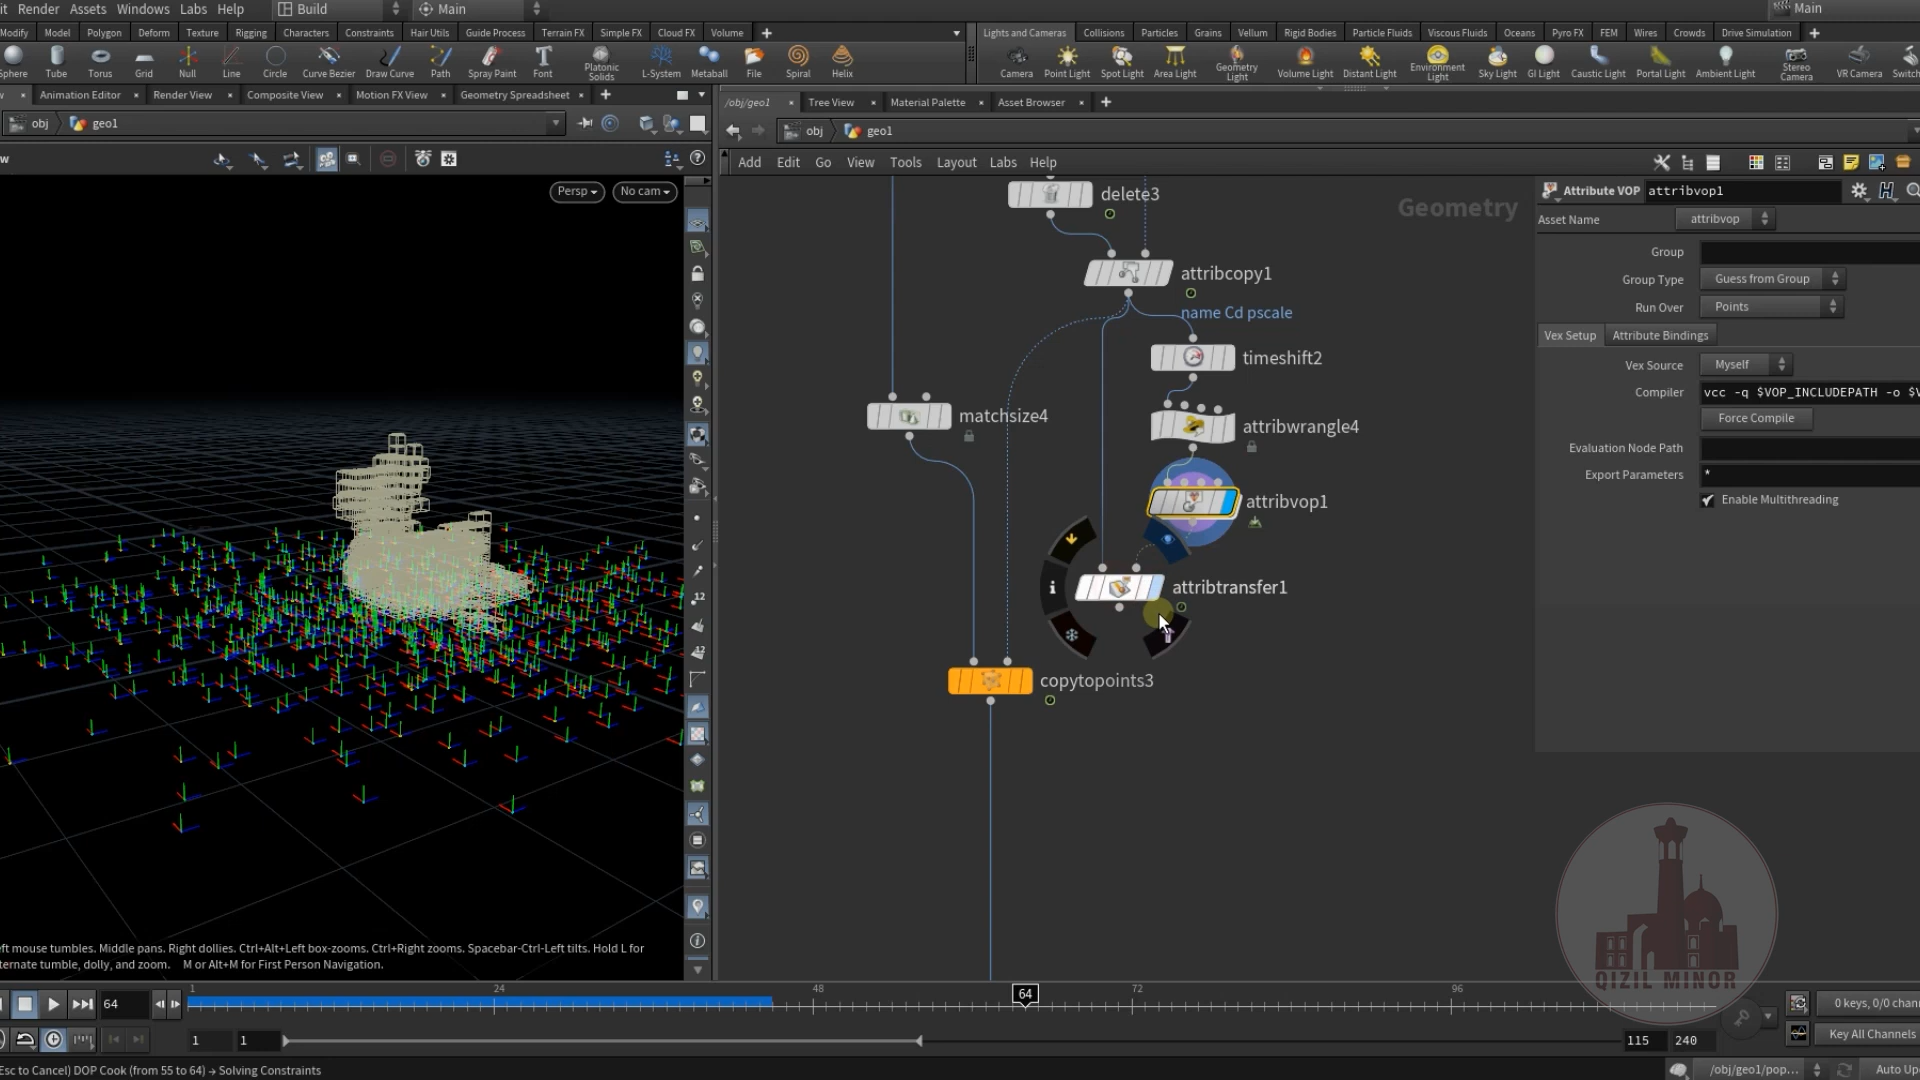 it Render Assets Windows Labs Help Build Main Main
Modify Model Polygon Deform Texture Rigging Characters Constraints Hair Utils Guide Process Terrain FX Simple FX Cloud FX Volume
Lights and Cameras Collisions Particles Grains Vellum Rigid Bodies Particle Fluids Viscous Fluids Oceans Pyro FX FEM Wires Crowds Drive Simulation
Sphere Tube Torus Grid Null Line Circle Curve Bezier Draw Curve Path Spray Paint Font Platonic Solids L-System Metaball File Spiral Helix
Camera Point Light Spot Light Area Light Geometry Light Volume Light Distant Light Environment Light Sky Light GI Light Caustic Light Portal Light Ambient Light Stereo Camera VR Camera Switch
Animation Editor Render View Composite View Motion FX View Geometry Spreadsheet
/obj/geo1 Tree View Material Palette Asset Browser
obj geo1
obj geo1
Add Edit Go View Tools Layout Labs Help
w
Persp No cam
Geometry
delete3
attribcopy1
name Cd pscale
timeshift2
matchsize4
attribwrangle4
attribvop1
attribtransfer1
copytopoints3
Attribute VOP attribvop1
Asset Name attribvop
Group
Group Type Guess from Group
Run Over Points
Vex Setup Attribute Bindings
Vex Source Myself
Compiler vcc -q $VOP_INCLUDEPATH -o $V
Force Compile
Evaluation Node Path
Export Parameters *
Enable Multithreading
12
12
eft mouse tumbles. Middle pans. Right dollies. Ctrl+Alt+Left box-zooms. Ctrl+Right zooms. Spacebar-Ctrl-Left tilts. Hold L for
ternate tumble, dolly, and zoom. M or Alt+M for First Person Navigation.
QIZIL MINOR
64 1 24 48 64 72 96
0 keys, 0/0 chann
1 1 115 240
Key All Channels
Esc to Cancel) DOP Cook (from 55 to 64) → Solving Constraints
/obj/geo1/pop... Auto Up